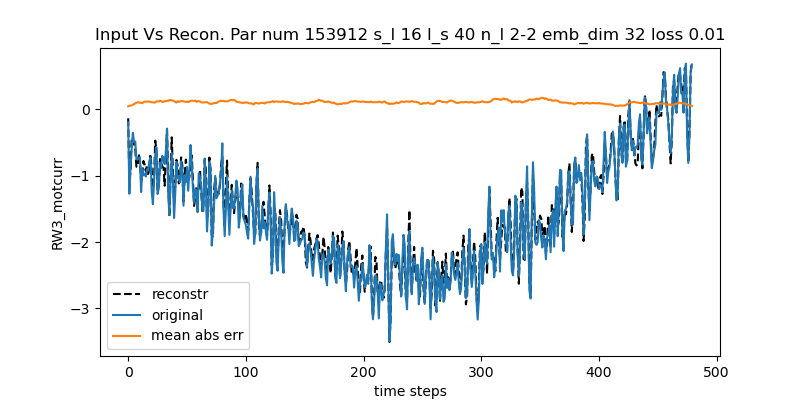 Input Vs Recon. Par num 153912 s_l 16 l_s 40 n_l 2-2 emb_dim 32 loss 0.01
RW3_motcurr
0
−1
−2
−3
reconstr
original
mean abs err
0
100
200
300
400
500
time steps